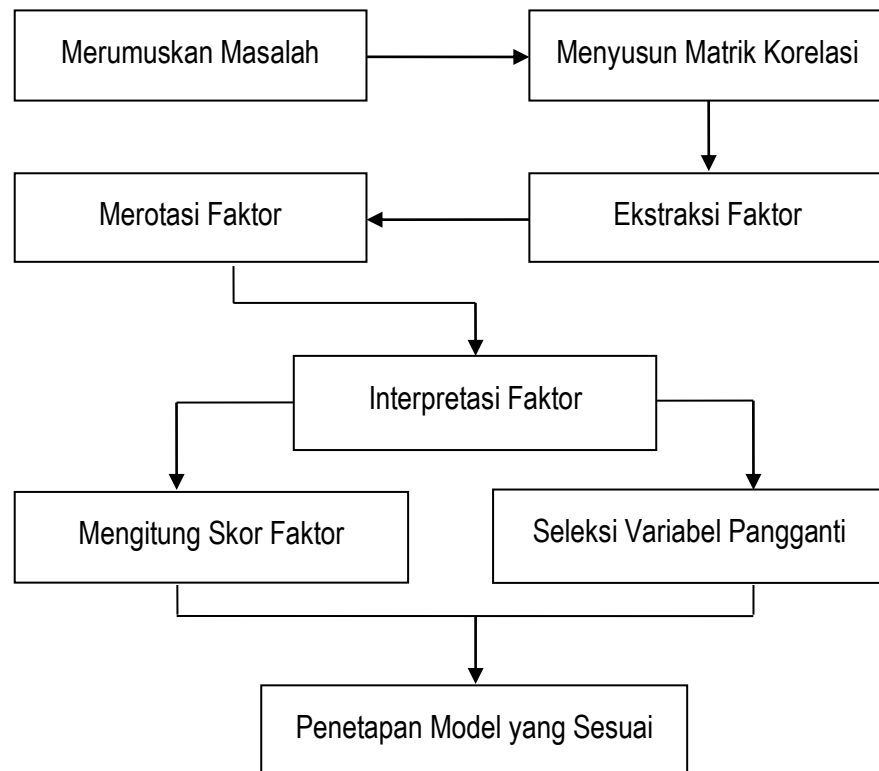 Merumuskan Masalah
Menyusun Matrik Korelasi
Merotasi Faktor
Ekstraksi Faktor
Interpretasi Faktor
Mengitung Skor Faktor
Seleksi Variabel Pangganti
Penetapan Model yang Sesuai